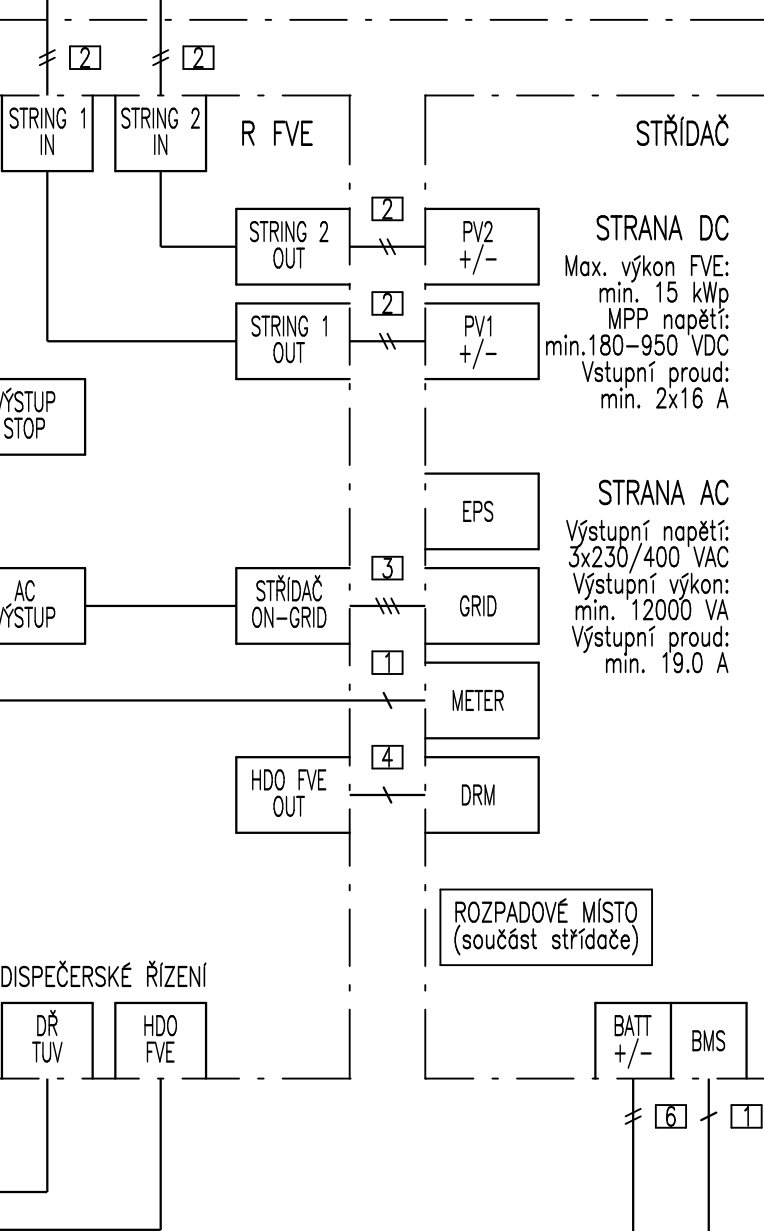 2
2
STRING 1
IN
STRING 2
IN
R FVE
STŘÍDAČ
STRING 2
OUT
2
PV2
+/-
STRANA DC
Max. výkon FVE:
min. 15 kWp
MPP napětí:
min.180-950 VDC
Vstupní proud:
min. 2x16 A
STRING 1
OUT
2
PV1
+/-
VÝSTUP
STOP
EPS
STRANA AC
Výstupní napětí:
3x230/400 VAC
Výstupní výkon:
min. 12000 VA
Výstupní proud:
min. 19.0 A
AC
VÝSTUP
STŘÍDAČ
ON-GRID
3
GRID
1
METER
HDO FVE
OUT
4
DRM
ROZPADOVÉ MÍSTO
(součást střídače)
DISPEČERSKÉ ŘÍZENÍ
DŘ
TUV
HDO
FVE
BATT
+/-
BMS
6
1